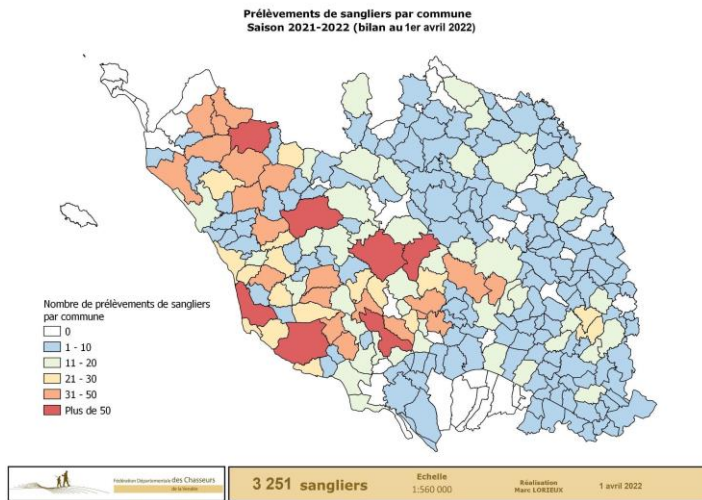 Prélèvements de sangliers par commune
Saison 2021-2022 (bilan au 1er avril 2022)
Nombre de prélèvements de sangliers
par commune
0
1 - 10
11 - 20
21 - 30
31 - 50
Plus de 50
Fédération Départementale des Chasseurs
de la Vendée
3 251 sangliers
Echelle
1:560 000
Réalisation
Marc LORIEUX
1 avril 2022